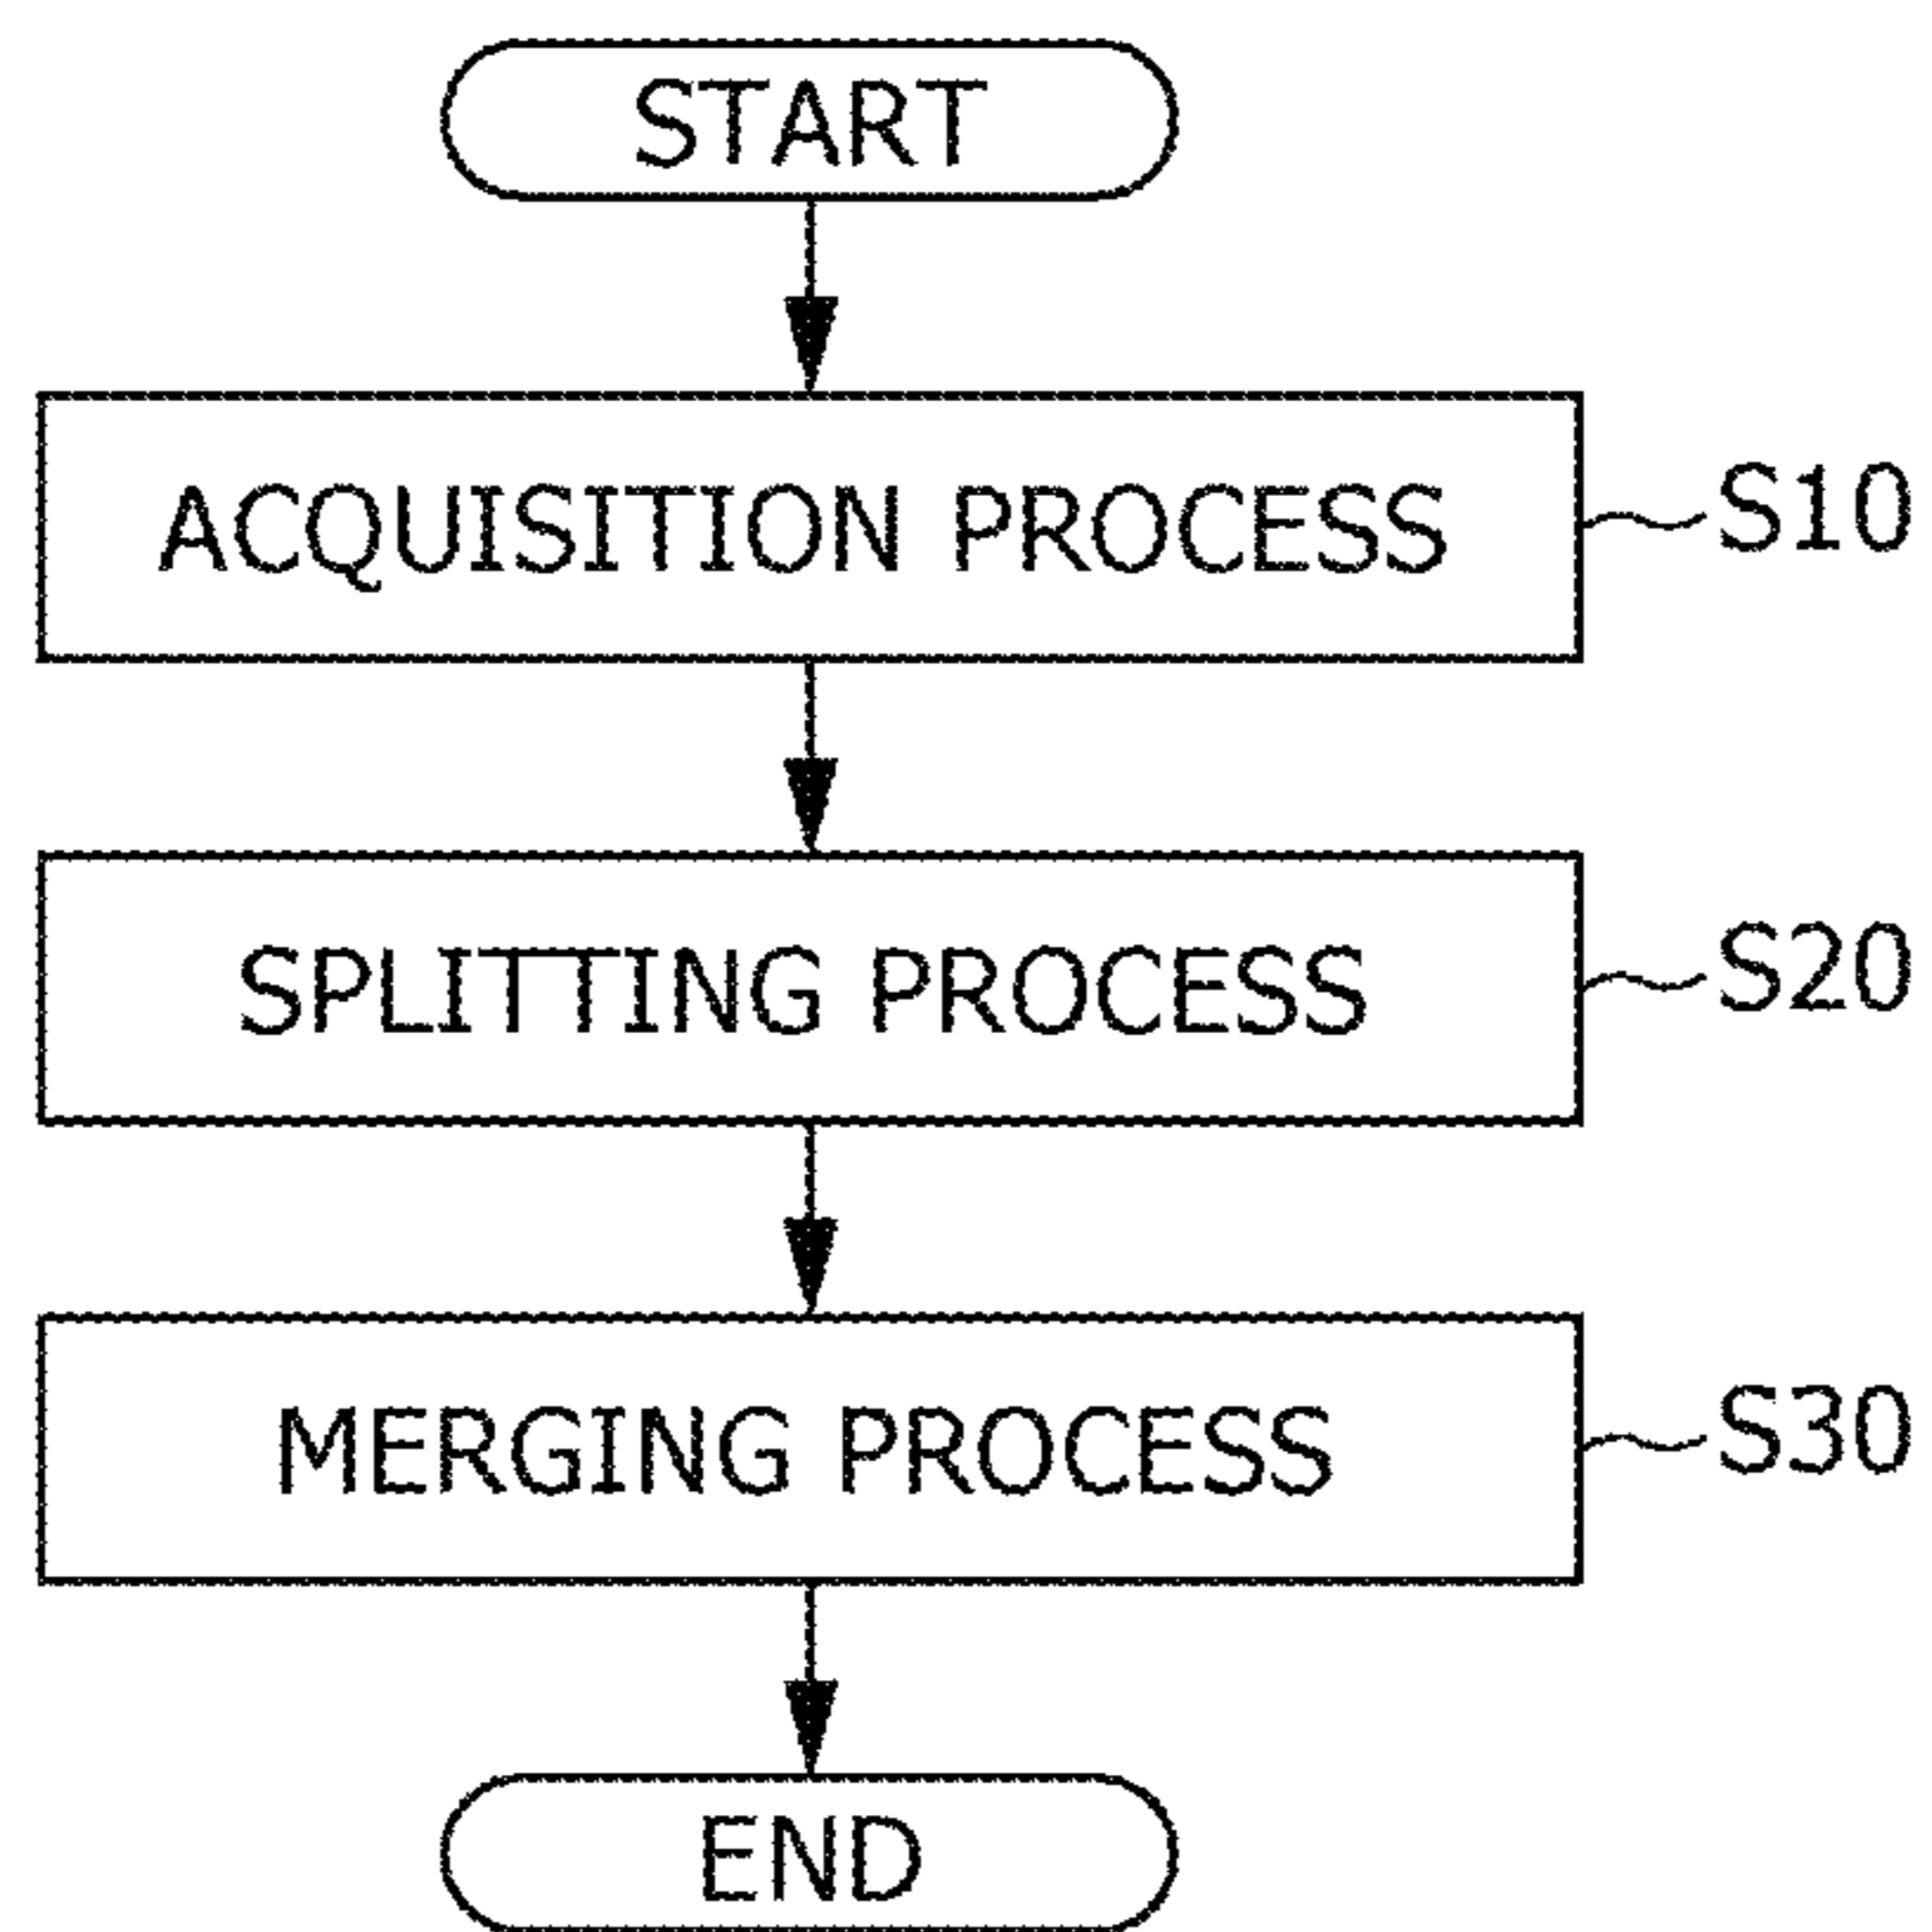 START
ACQUISITION PROCESS S10
SPLITTING PROCESS S20
MERGING PROCESS S30
END